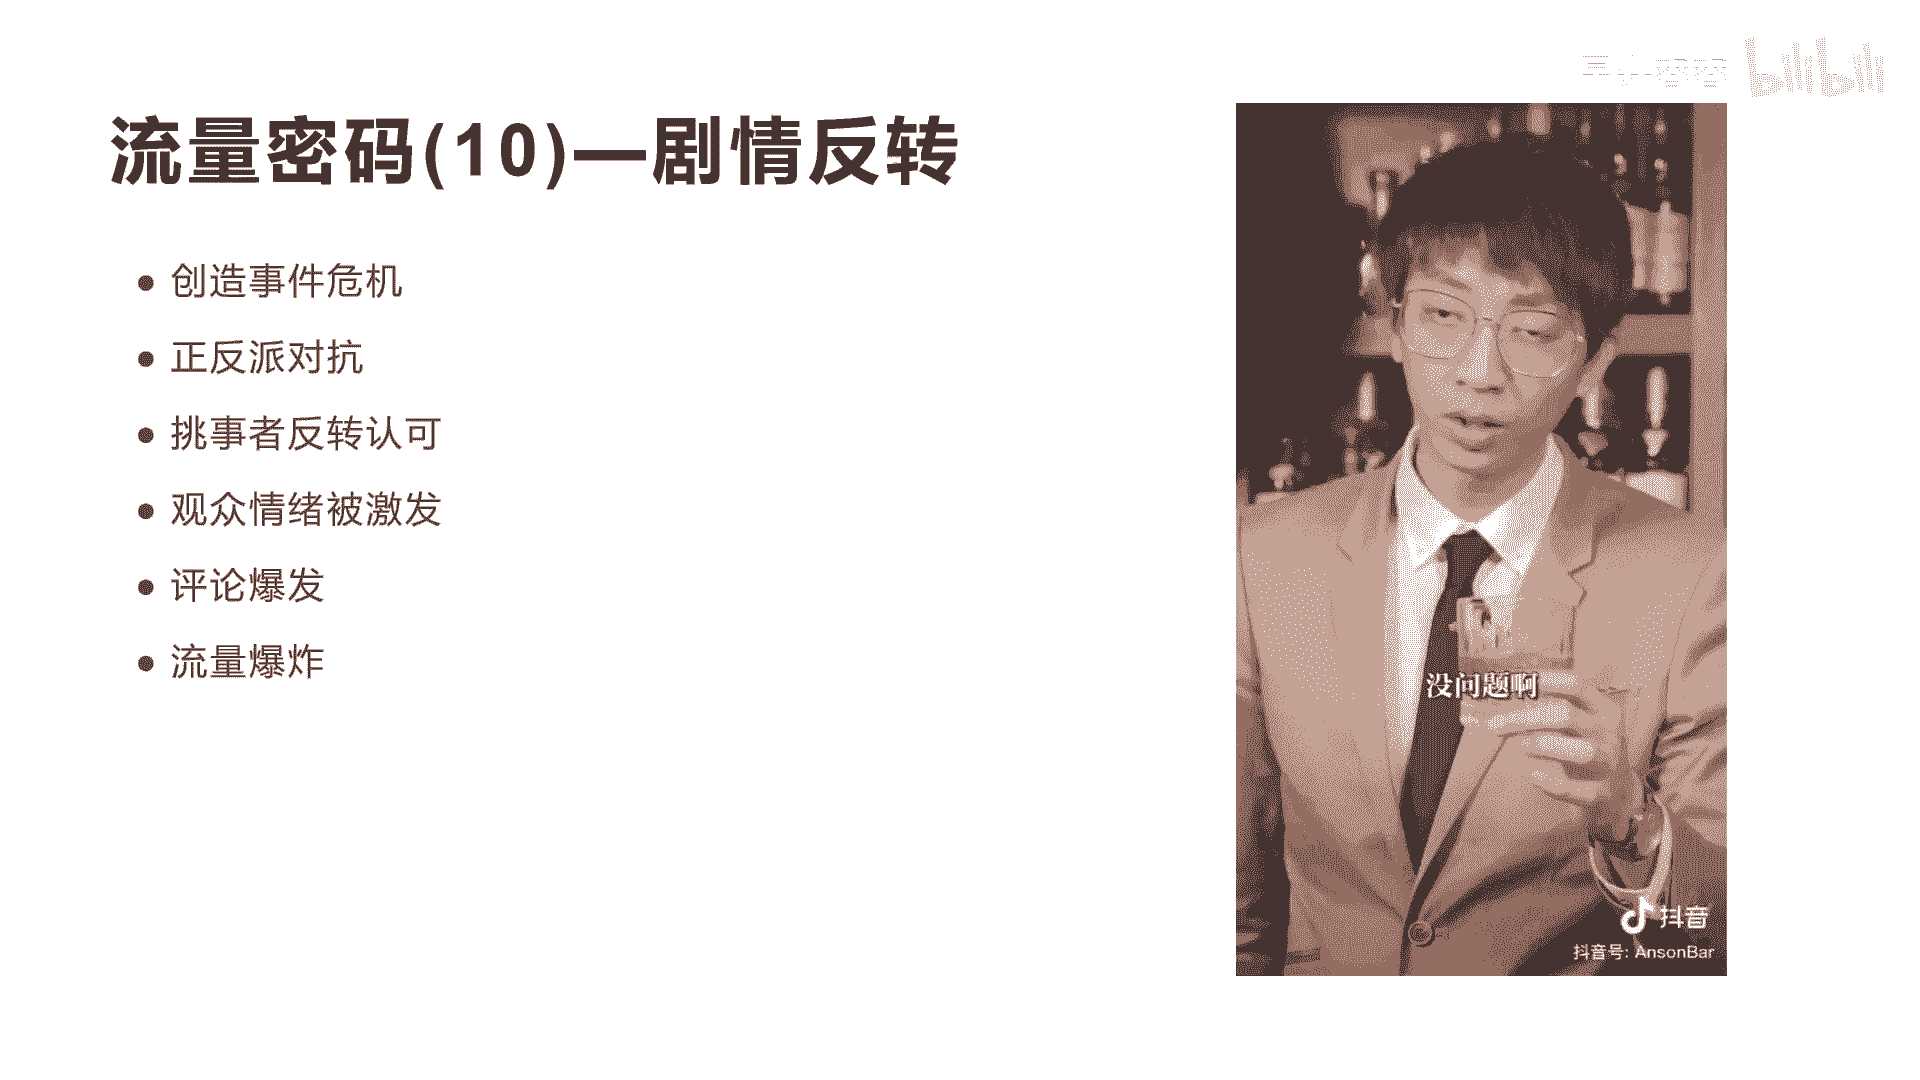 bilibili
流量密码(10)—剧情反转
• 创造事件危机
• 正反派对抗
• 挑事者反转认可
• 观众情绪被激发
• 评论爆发
• 流量爆炸
没问题啊
抖音
抖音号: AnsonBar